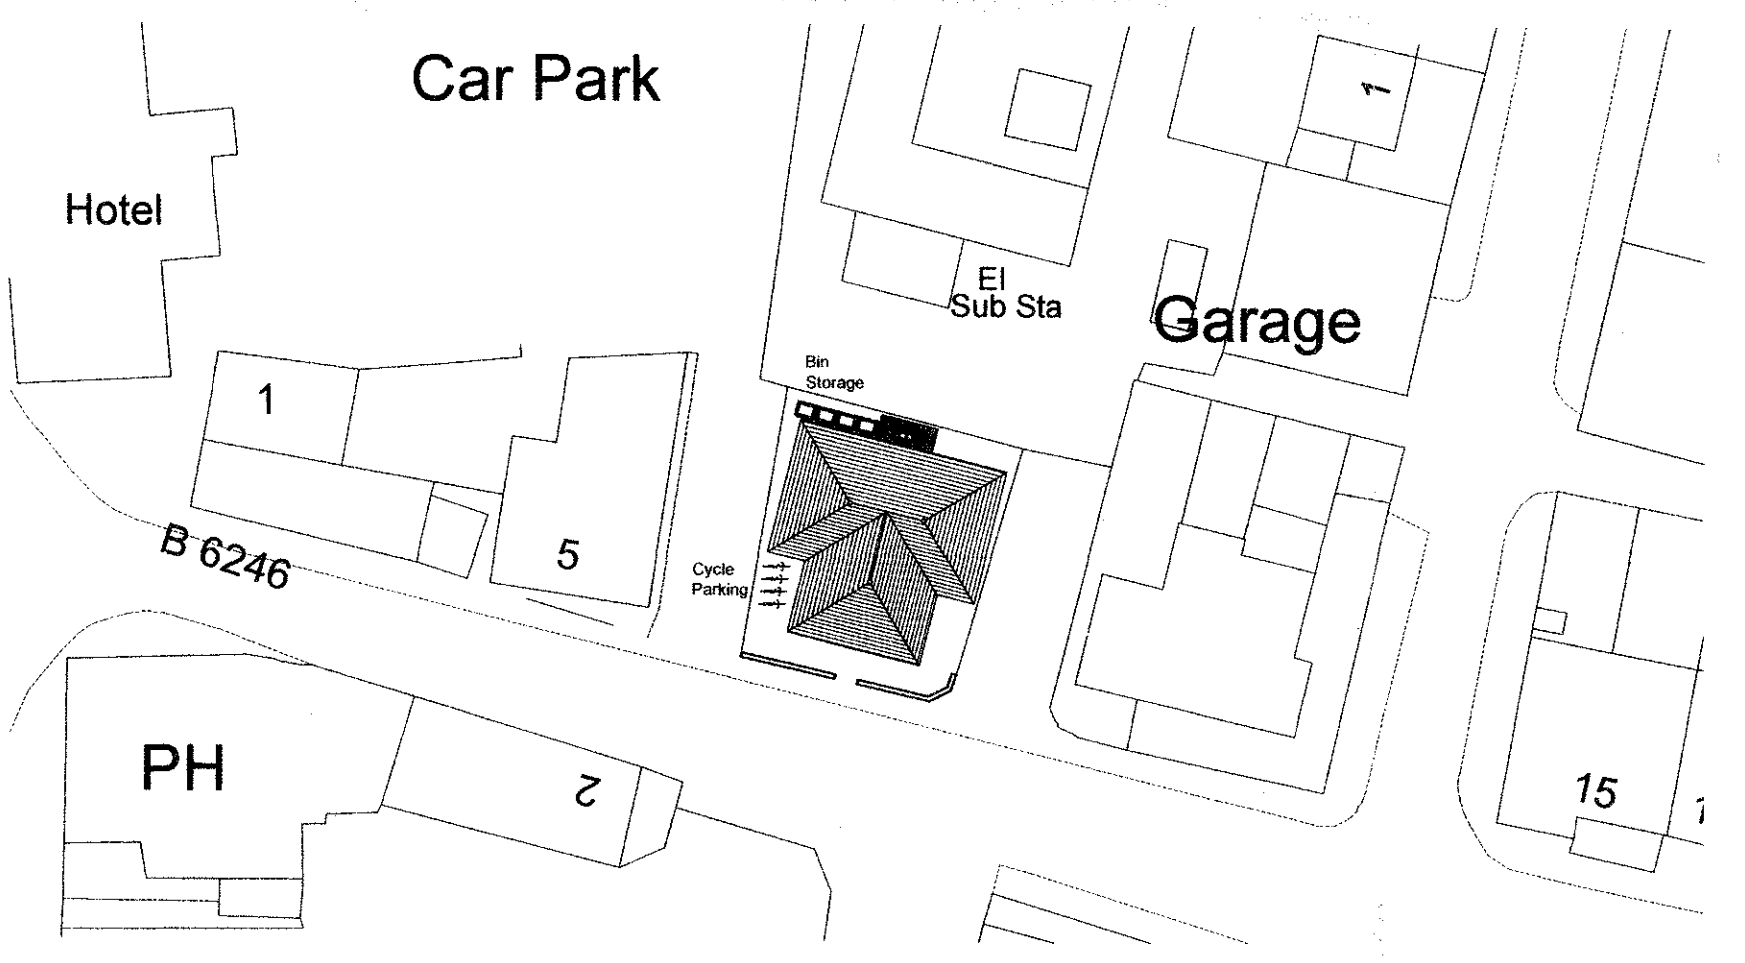 Car Park
1
Hotel
El
Sub Sta
Garage
Bin
Storage
1
B 6246
5
Cycle
Parking
PH
2
15